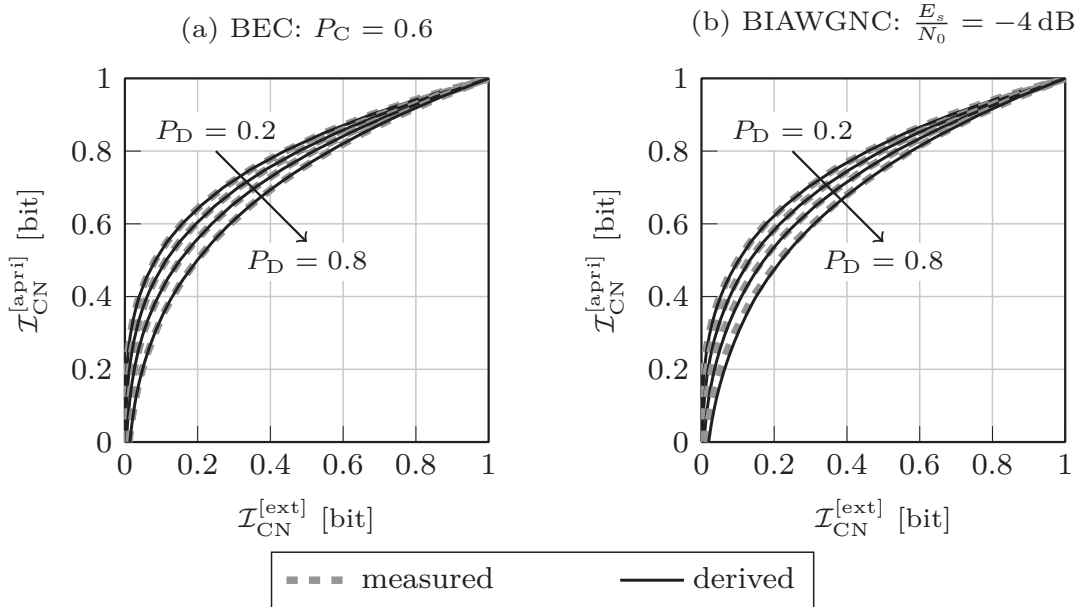 (a) BEC: P_C = 0.6
1
0.8
0.6
0.4
0.2
0
0 0.2 0.4 0.6 0.8 1
P_D = 0.2
P_D = 0.8
I_CN^[apri] [bit]
I_CN^[ext] [bit]
(b) BIAWGNC: E_s/N_0 = −4 dB
1
0.8
0.6
0.4
0.2
0
0 0.2 0.4 0.6 0.8 1
P_D = 0.2
P_D = 0.8
I_CN^[apri] [bit]
I_CN^[ext] [bit]
measured derived